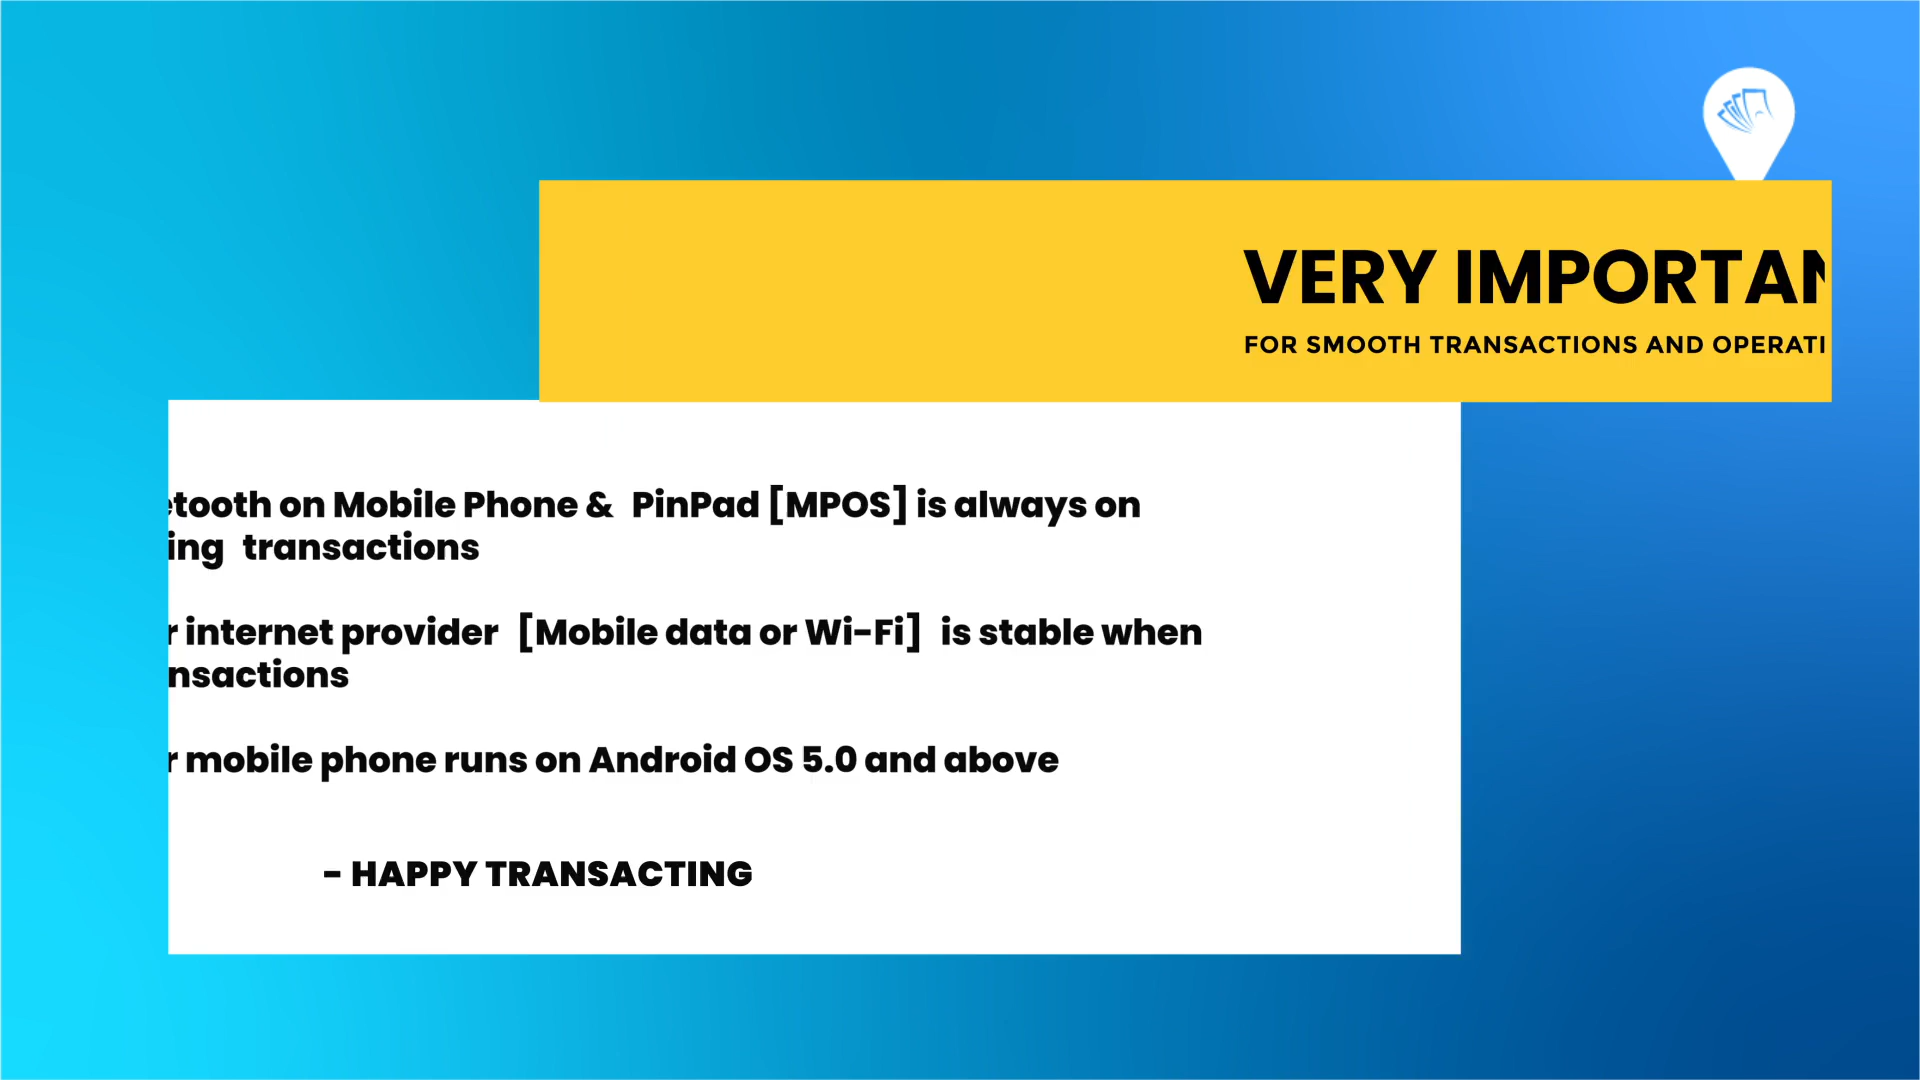 VERY IMPORTAN
FOR SMOOTH TRANSACTIONS AND OPERATI
etooth on Mobile Phone & PinPad [MPOS] is always on
ing transactions
r internet provider [Mobile data or Wi-Fi] is stable when
nsactions
r mobile phone runs on Android OS 5.0 and above
- HAPPY TRANSACTING